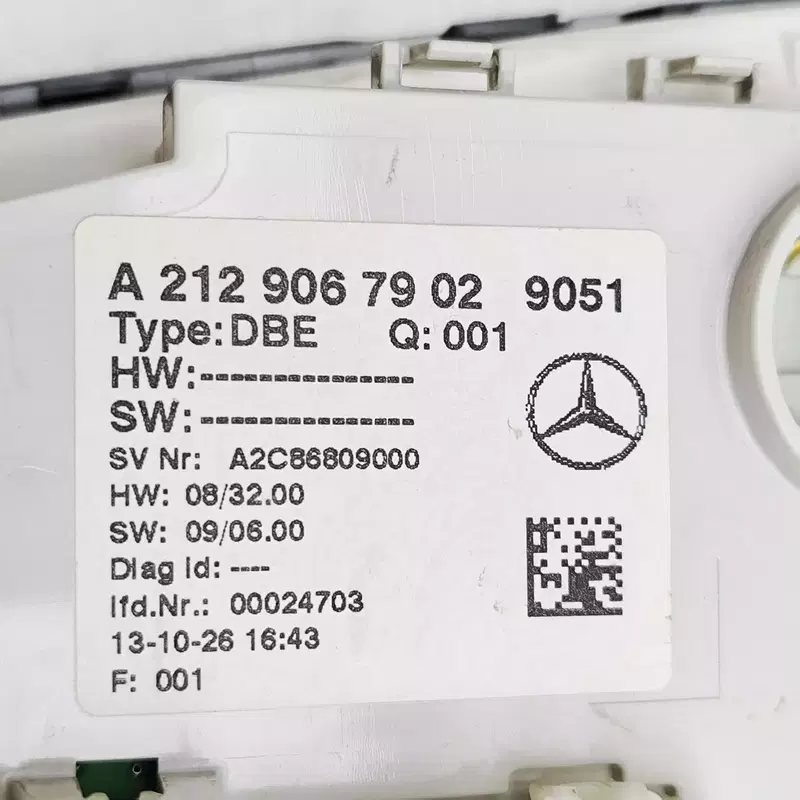 A 212 906 79 02 9051
Type: DBE Q: 001
HW:--------------
SW:--------------
SV Nr: A2C86809000
HW: 08/32.00
SW: 09/06.00
Diag Id: ----
lfd.Nr.: 00024703
13-10-26 16:43
F: 001